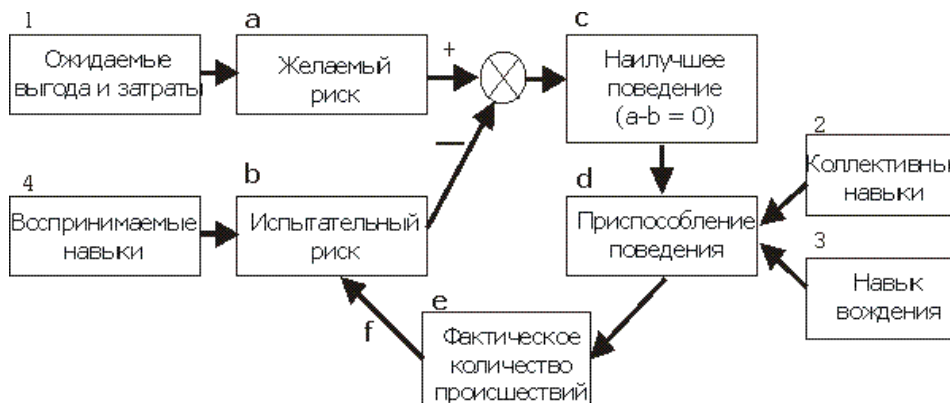 1
Ожидаемые
выгода и затраты
a
Желаемый
риск
+
c
Наилучшее
поведение
(a-b = 0)
2
Коллективны
навыки
4
Воспринимаемые
навыки
b
Испытательный
риск
—
d
Приспособление
поведения
3
Навык
вождения
f
e
Фактическое
количество
происшествий